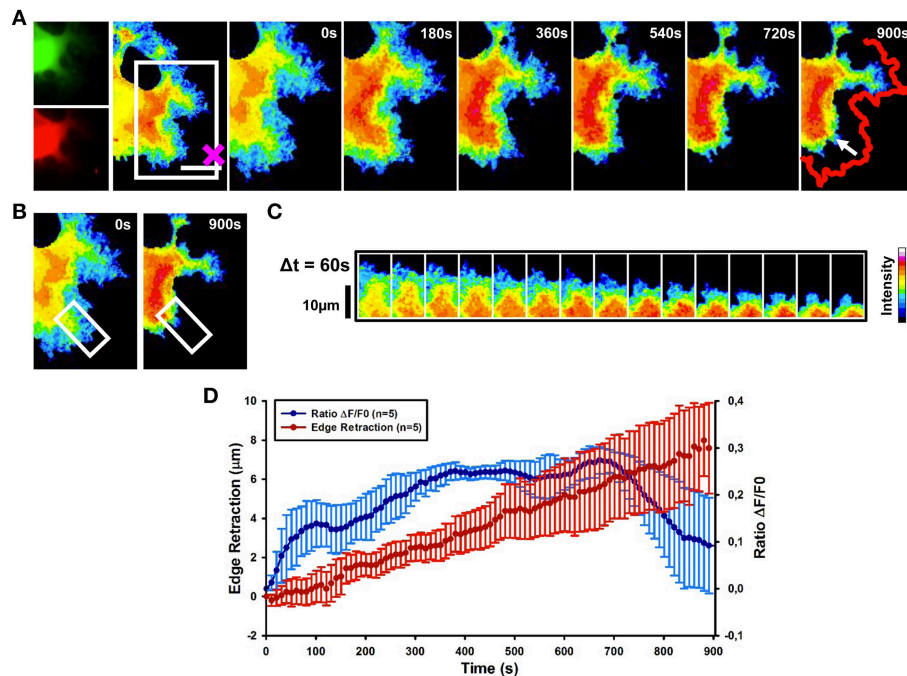 A
0s
180s
360s
540s
720s
900s
B
0s
900s
C
Δt = 60s
10µm
Intensity
D
Ratio ΔF/F0 (n=5)
Edge Retraction (n=5)
Edge Retraction (µm)
10
8
6
4
2
0
-2
0,4
0,3
0,2
0,1
0,0
-0,1
Ratio ΔF/F0
0 100 200 300 400 500 600 700 800 900
Time (s)